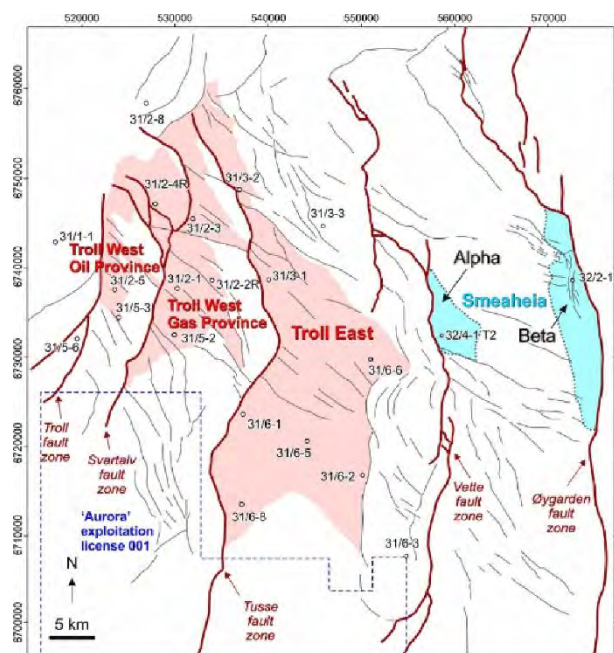 520000
530000
540000
550000
560000
570000
6760000
6750000
6740000
6730000
6720000
6710000
6700000
31/2-8
31/2-4R
31/3-2
31/2-3
31/3-3
31/1-1
Troll West
Oil Province
31/2-5
31/5-3
31/5-6
31/2-1
31/2-2R
31/3-1
Troll West
Gas Province
31/5-2
Troll East
Alpha
Smeaheia
32/2-1
Beta
32/4-1 T2
31/6-6
31/6-1
31/6-5
31/6-2
31/6-8
31/6-3
Troll
fault
zone
Svartalv
fault
zone
'Aurora'
exploitation
license 001
Vette
fault
zone
Øygarden
fault
zone
N
5 km
Tusse
fault
zone